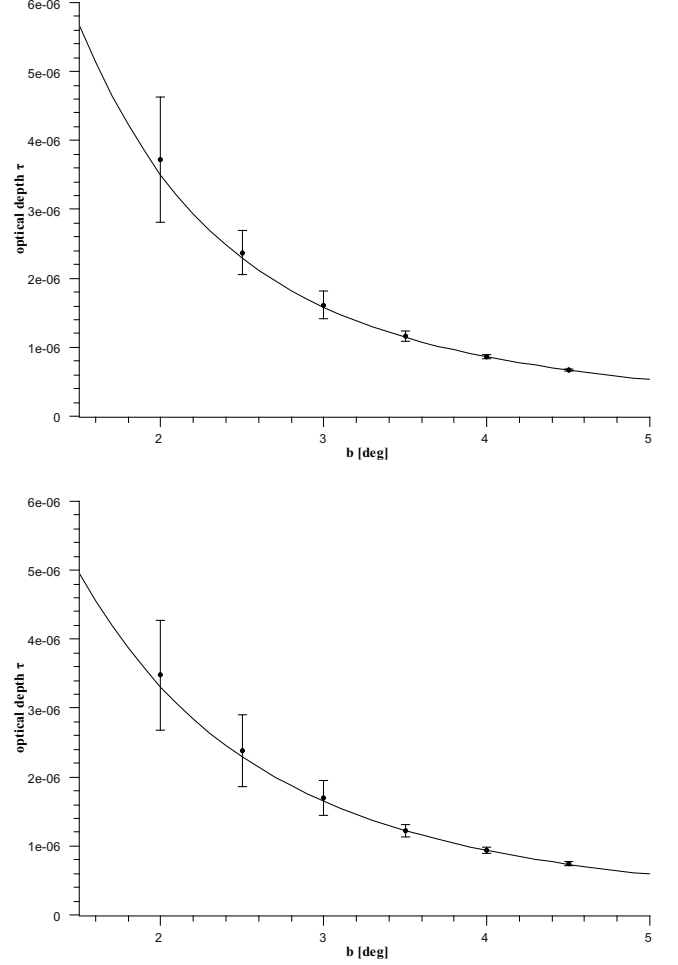 6e-06
5e-06
4e-06
3e-06
2e-06
1e-06
0
optical depth τ
2 3 4 5
b [deg]
6e-06
5e-06
4e-06
3e-06
2e-06
1e-06
0
optical depth τ
2 3 4 5
b [deg]